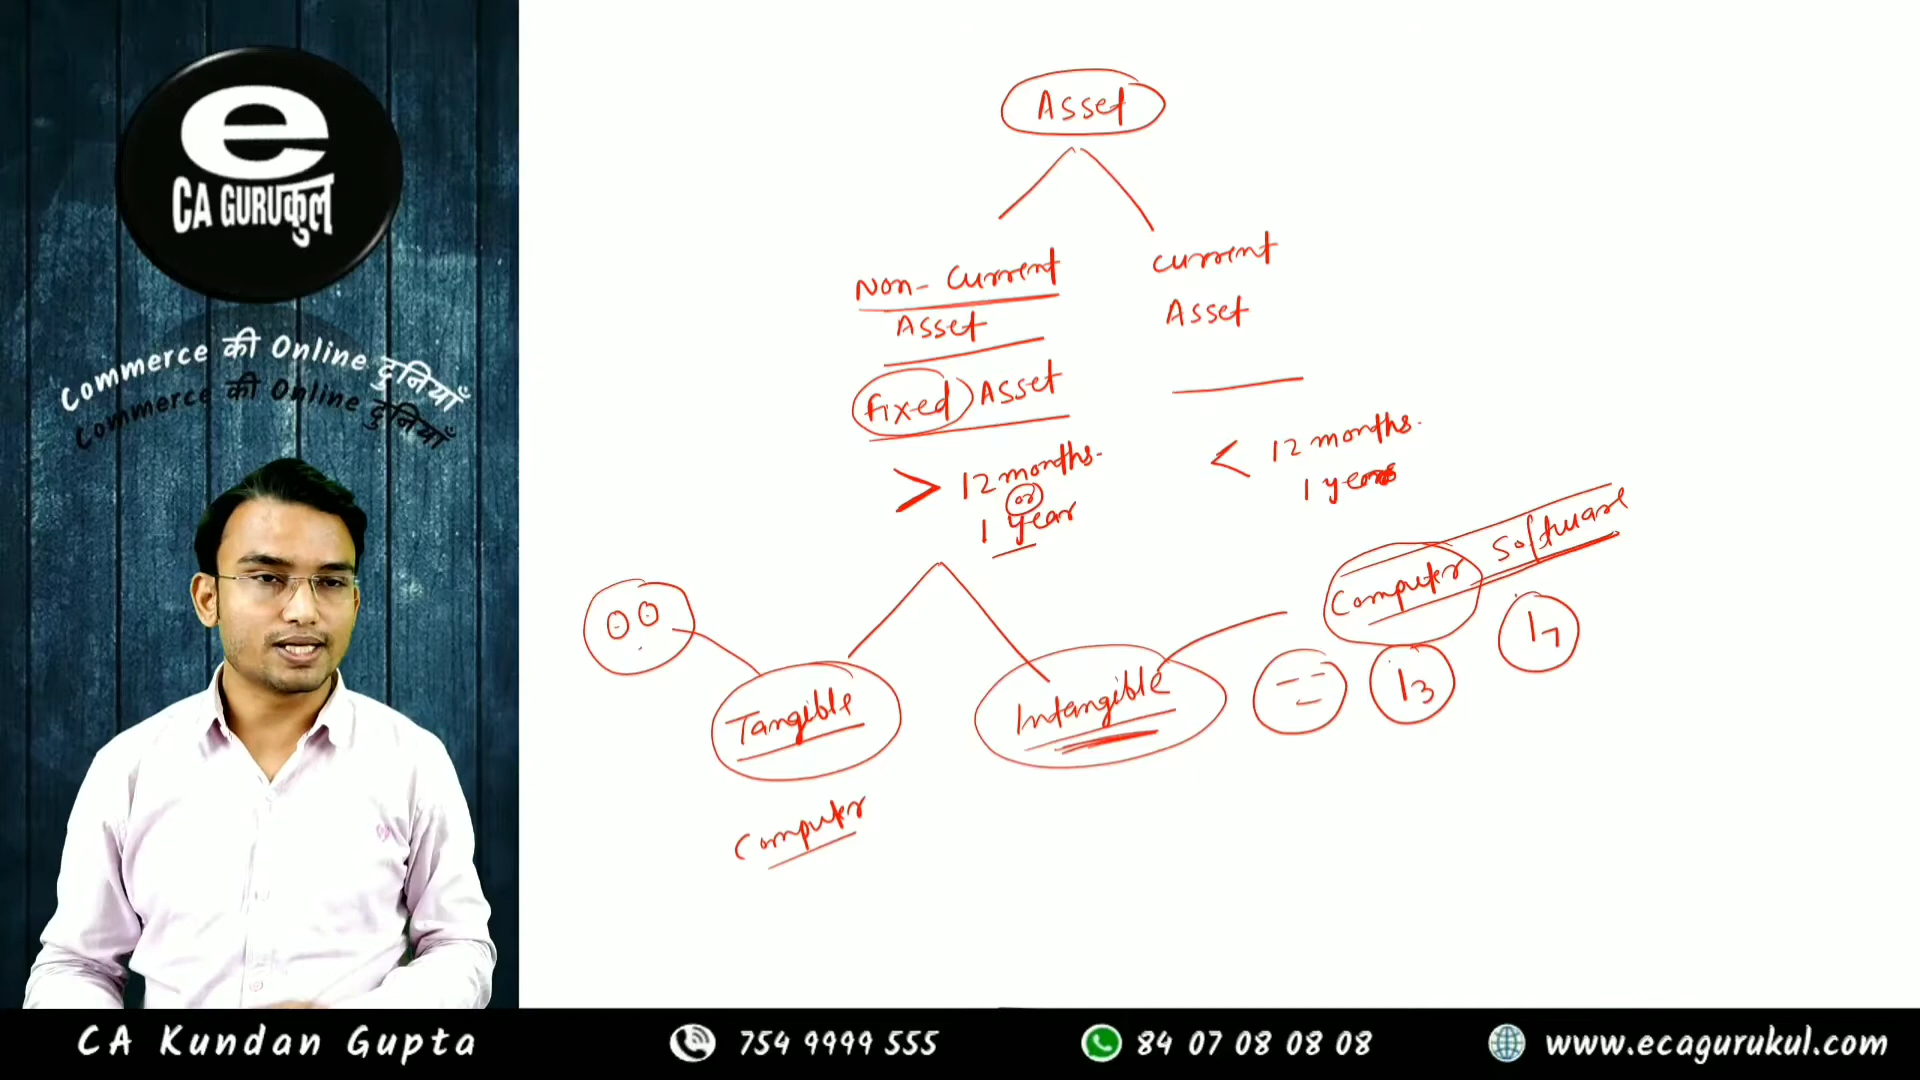 e
CA GURUकुल
Commerce की Online दुनियाँ
Commerce की Online दुनियाँ
Asset
Non- Current
Asset
Current
Asset
fixed Asset
> 12 months.
or
1 year
< 12 months.
1 year
Computer Software
13
17
Tangible
Intangible
Computer
CA Kundan Gupta
754 9999 555
84 07 08 08 08
www.ecagurukul.com